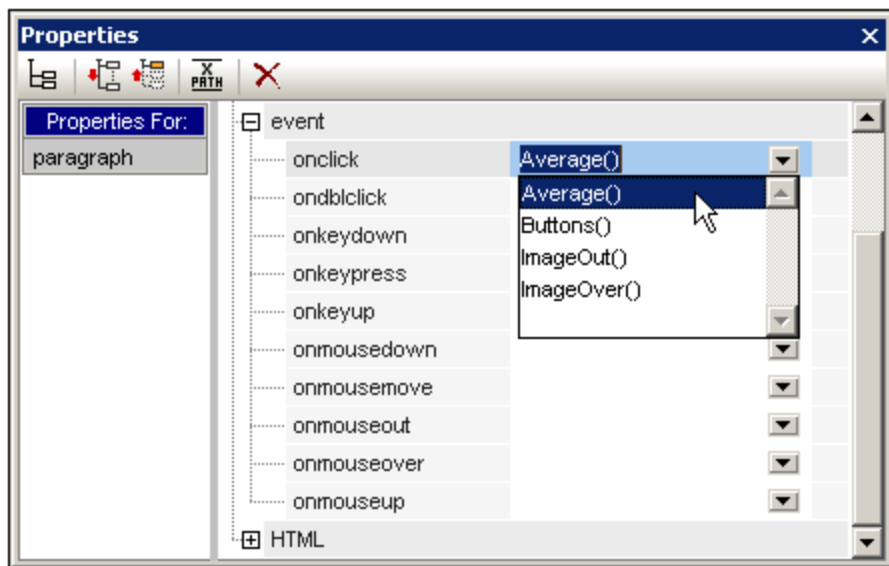 Properties
X
PATH
Properties For:
paragraph
event
onclick Average()
ondblclick Average()
onkeydown Buttons()
onkeypress ImageOut()
onkeyup ImageOver()
onmousedown
onmousemove
onmouseout
onmouseover
onmouseup
HTML